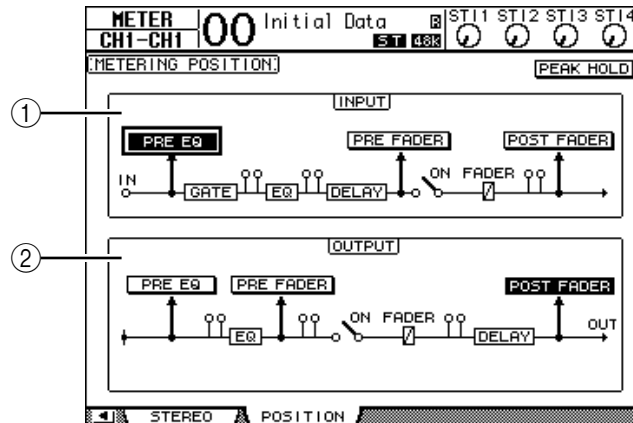 METER
CH1-CH1
00
Initial Data
ST 48k
STI1 STI2 STI3 STI4
METERING POSITION
PEAK HOLD
1
INPUT
PRE EQ PRE FADER POST FADER
IN GATE EQ DELAY ON FADER
2
OUTPUT
PRE EQ PRE FADER POST FADER
EQ ON FADER DELAY OUT
STEREO POSITION